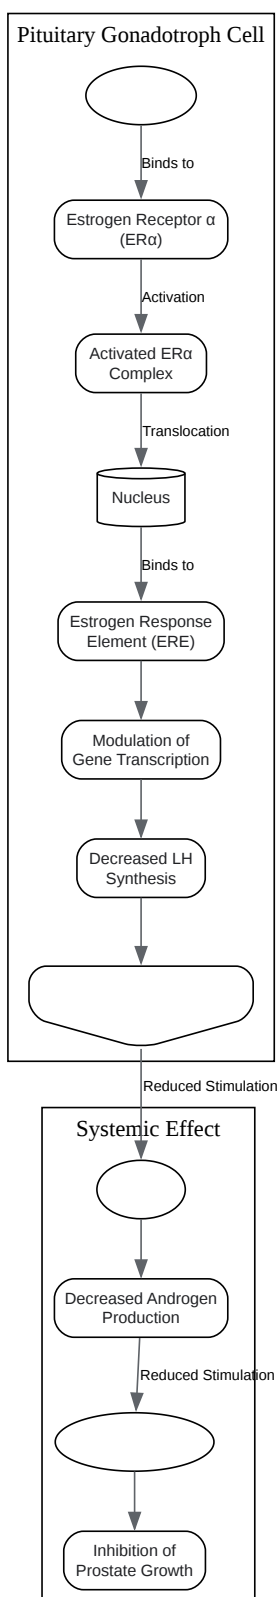 Pituitary Gonadotroph Cell
Binds to
Estrogen Receptor α
(ERα)
Activation
Activated ERα
Complex
Translocation
Nucleus
Binds to
Estrogen Response
Element (ERE)
Modulation of
Gene Transcription
Decreased LH
Synthesis
Reduced Stimulation
Systemic Effect
Decreased Androgen
Production
Reduced Stimulation
Inhibition of
Prostate Growth